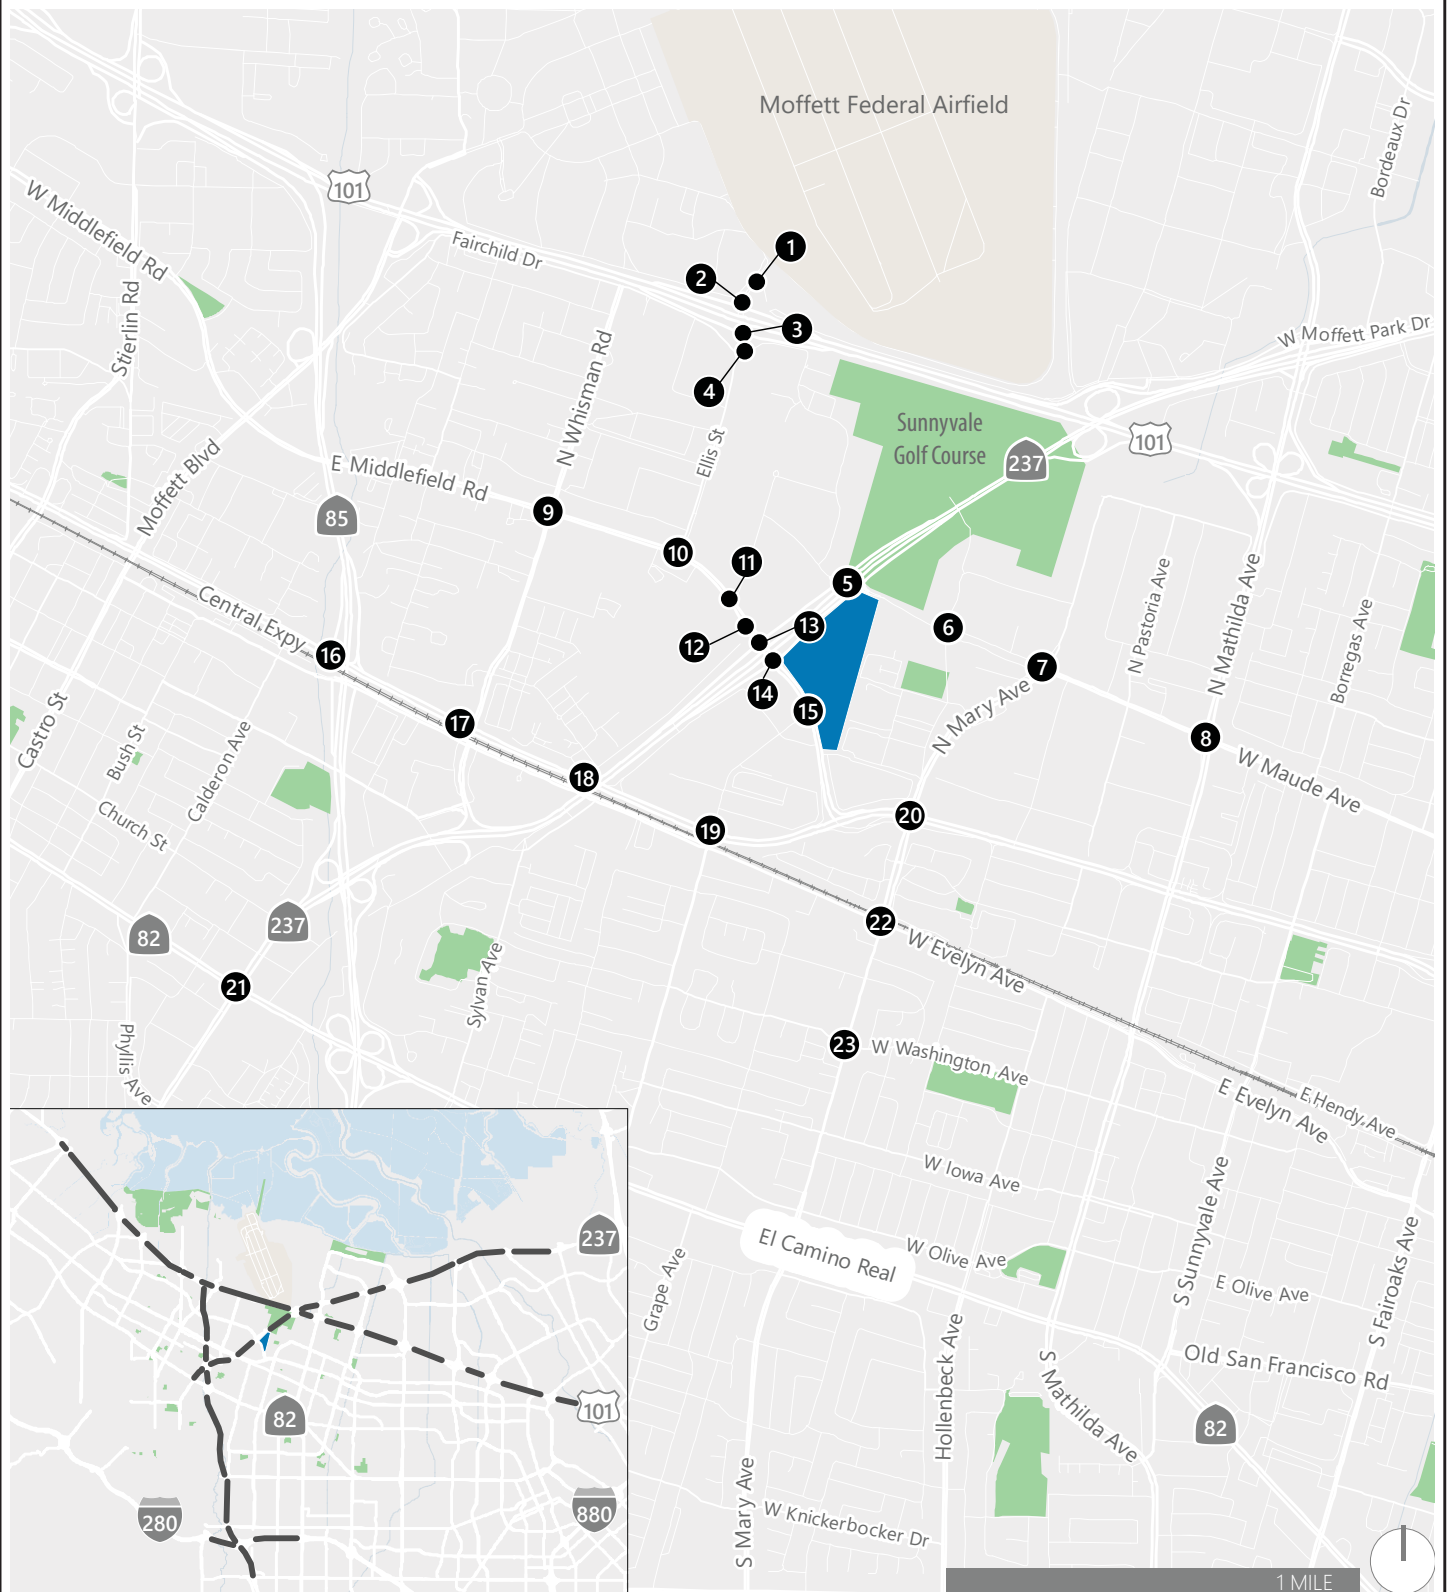 Moffett Federal Airfield
Bordeaux Dr
101
W Middlefield Rd
Fairchild Dr
1
2
3
4
W Moffett Park Dr
Stierlin Rd
N Whisman Rd
Sunnyvale
Golf Course
237
101
Ellis St
Moffett Blvd
E Middlefield Rd
85
9
10
11
5
12
13
14
15
6
7
8
N Pastoria Ave
N Mathilda Ave
Borregas Ave
Central Expy
16
17
18
19
20
N Mary Ave
W Maude Ave
Castro St
Bush St
Calderon Ave
Church St
82
237
21
22
W Evelyn Ave
Sylvan Ave
Phyllis Ave
23
W Washington Ave
E Evelyn Ave
E Hendy Ave
W Iowa Ave
El Camino Real
W Olive Ave
S Sunnyvale Ave
E Olive Ave
S Fairoaks Ave
Grape Ave
Hollenbeck Ave
S Mathilda Ave
Old San Francisco Rd
82
S Mary Ave
W Knickerbocker Dr
237
82
101
280
880
1 MILE